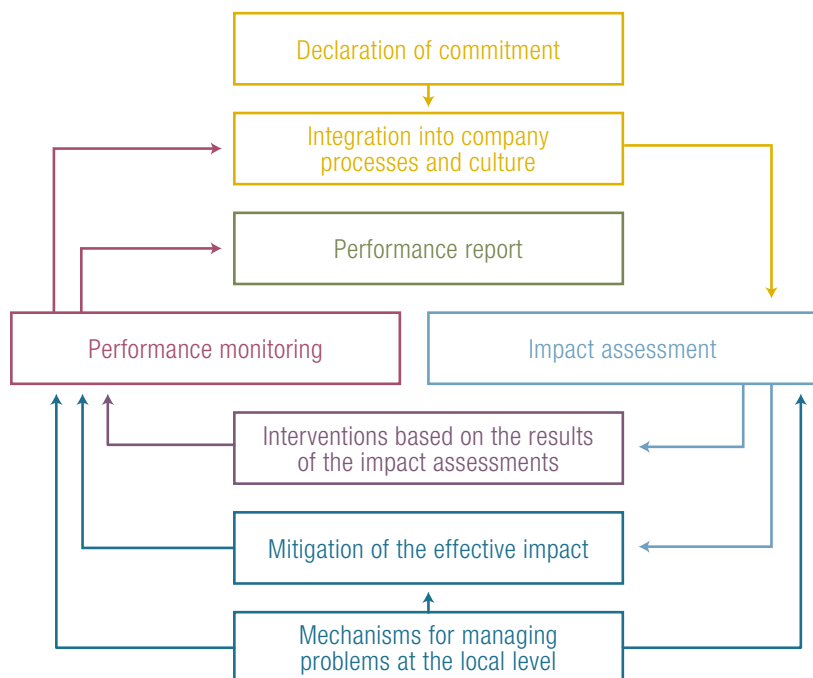 Declaration of commitment
Integration into company
processes and culture
Performance report
Performance monitoring
Impact assessment
Interventions based on the results
of the impact assessments
Mitigation of the effective impact
Mechanisms for managing
problems at the local level